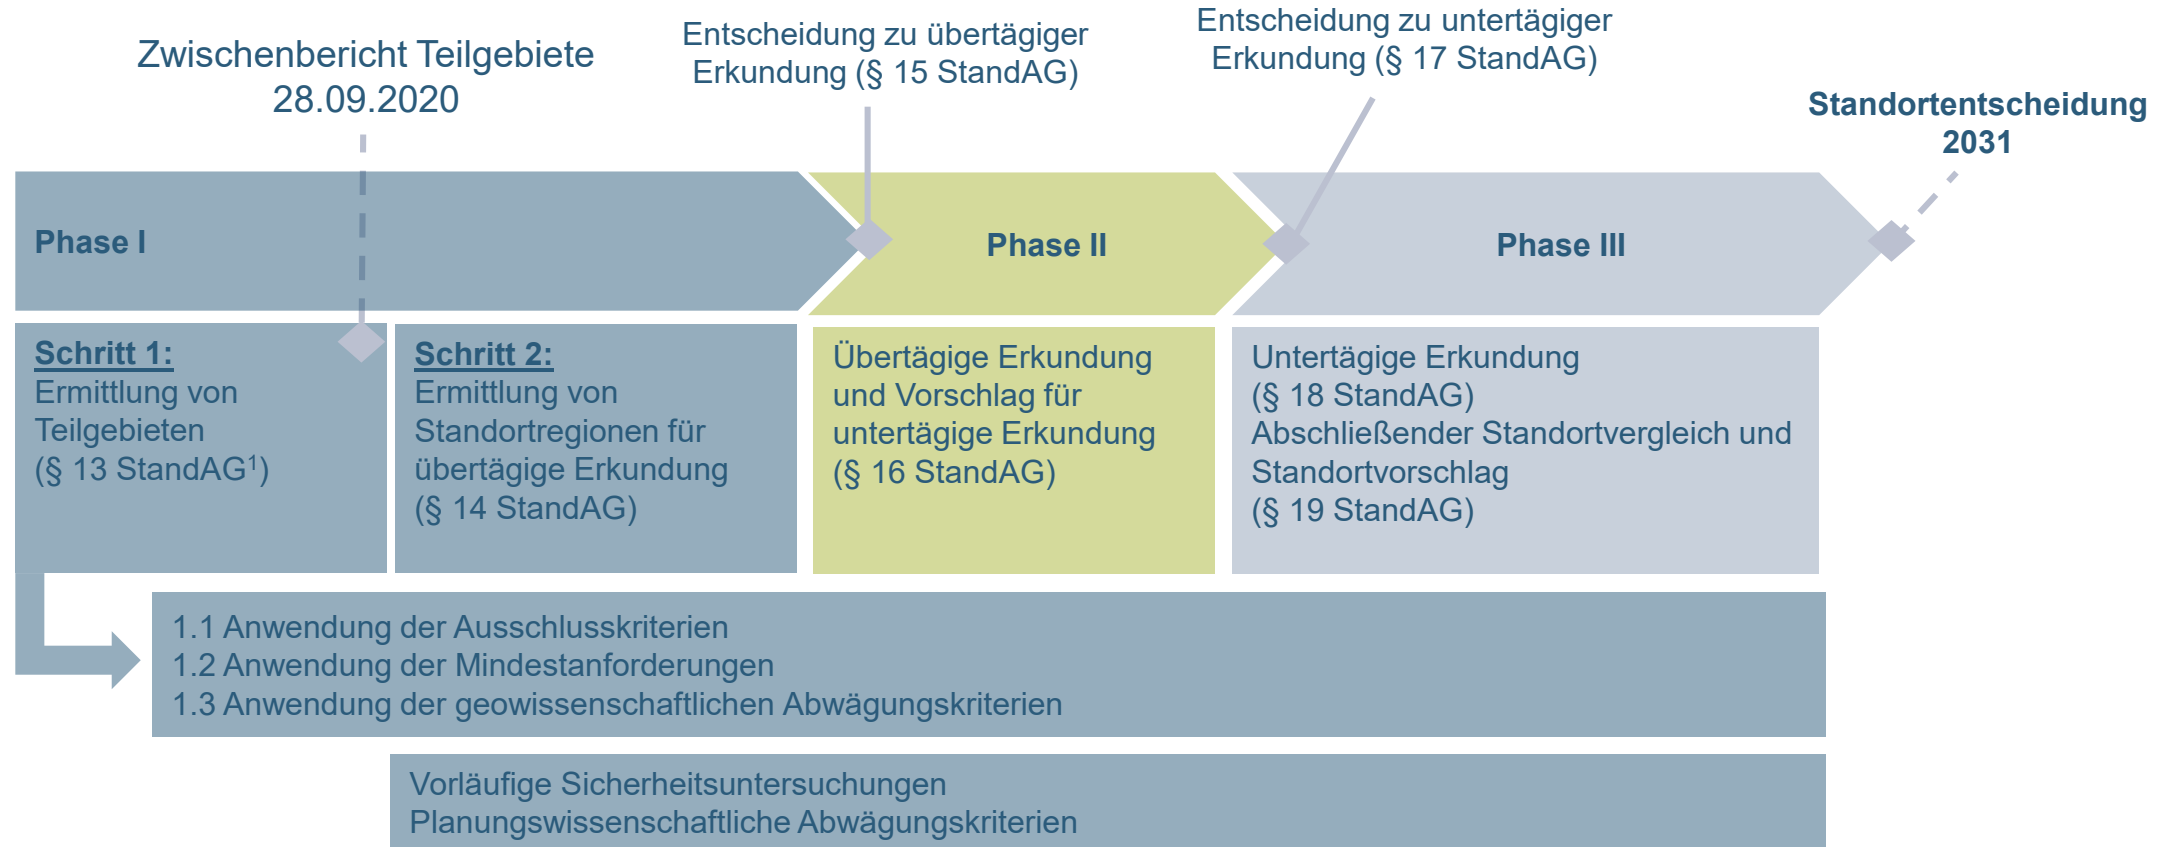 Zwischenbericht Teilgebiete
28.09.2020
Entscheidung zu übertägiger
Erkundung (§ 15 StandAG)
Entscheidung zu untertägiger
Erkundung (§ 17 StandAG)
Standortentscheidung
2031
Phase I
Phase II
Phase III
Schritt 1:
Ermittlung von
Teilgebieten
(§ 13 StandAG¹)
Schritt 2:
Ermittlung von
Standortregionen für
übertägige Erkundung
(§ 14 StandAG)
Übertägige Erkundung
und Vorschlag für
untertägige Erkundung
(§ 16 StandAG)
Untertägige Erkundung
(§ 18 StandAG)
Abschließender Standortvergleich und
Standortvorschlag
(§ 19 StandAG)
1.1 Anwendung der Ausschlusskriterien
1.2 Anwendung der Mindestanforderungen
1.3 Anwendung der geowissenschaftlichen Abwägungskriterien
Vorläufige Sicherheitsuntersuchungen
Planungswissenschaftliche Abwägungskriterien